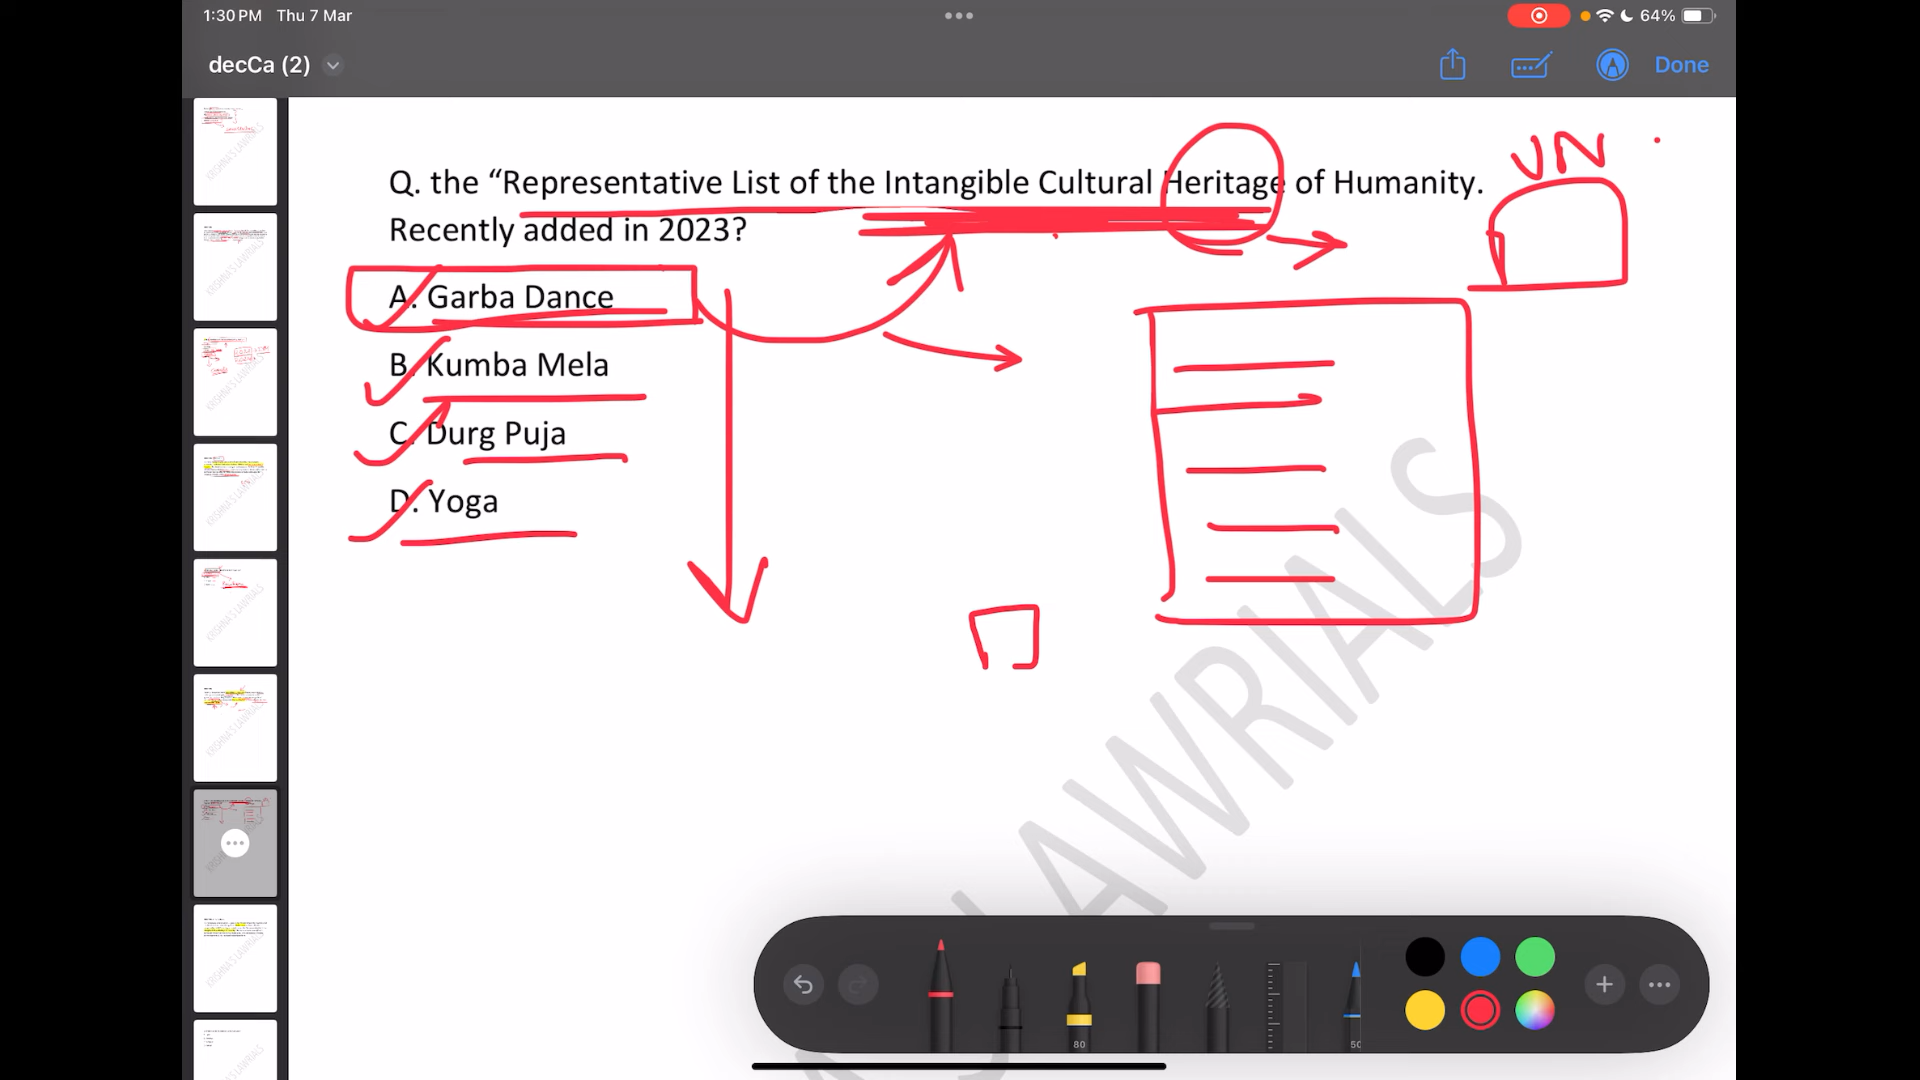 1:30 PM Thu 7 Mar
64%
decCa (2)
Done
UN
Q. the “Representative List of the Intangible Cultural Heritage of Humanity.
Recently added in 2023?
A. Garba Dance
B. Kumba Mela
C. Durg Puja
D. Yoga
LAWRIALS
80
50